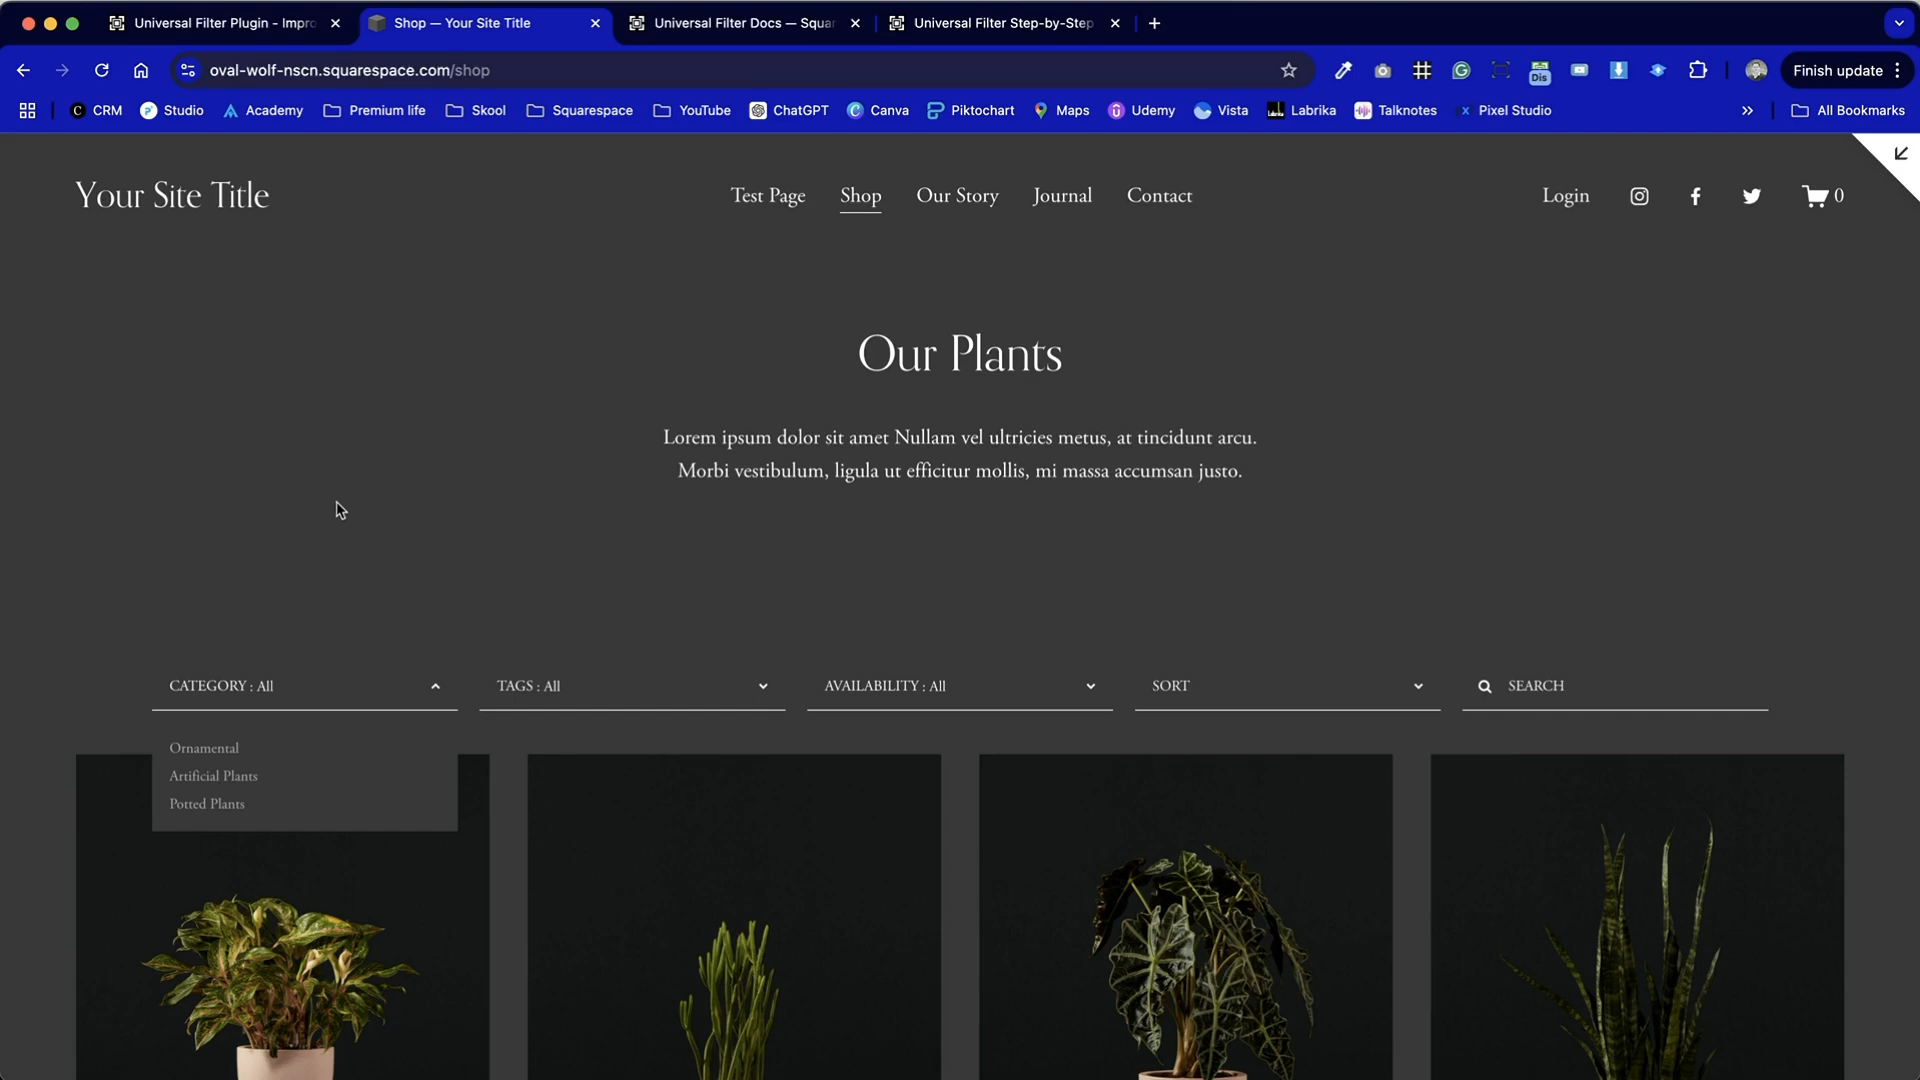 Universal Filter Plugin - Impro
Shop — Your Site Title
Universal Filter Docs — Squar
Universal Filter Step-by-Step
oval-wolf-nscn.squarespace.com/shop
Dis
Finish update
CRM
Studio
Academy
Premium life
Skool
Squarespace
YouTube
ChatGPT
Canva
Piktochart
Maps
Udemy
Vista
Labrika
Talknotes
Pixel Studio
All Bookmarks
Your Site Title
Test Page
Shop
Our Story
Journal
Contact
Login
0
Our Plants
Lorem ipsum dolor sit amet Nullam vel ultricies metus, at tincidunt arcu.
Morbi vestibulum, ligula ut efficitur mollis, mi massa accumsan justo.
CATEGORY : All
TAGS : All
AVAILABILITY : All
SORT
SEARCH
Ornamental
Artificial Plants
Potted Plants